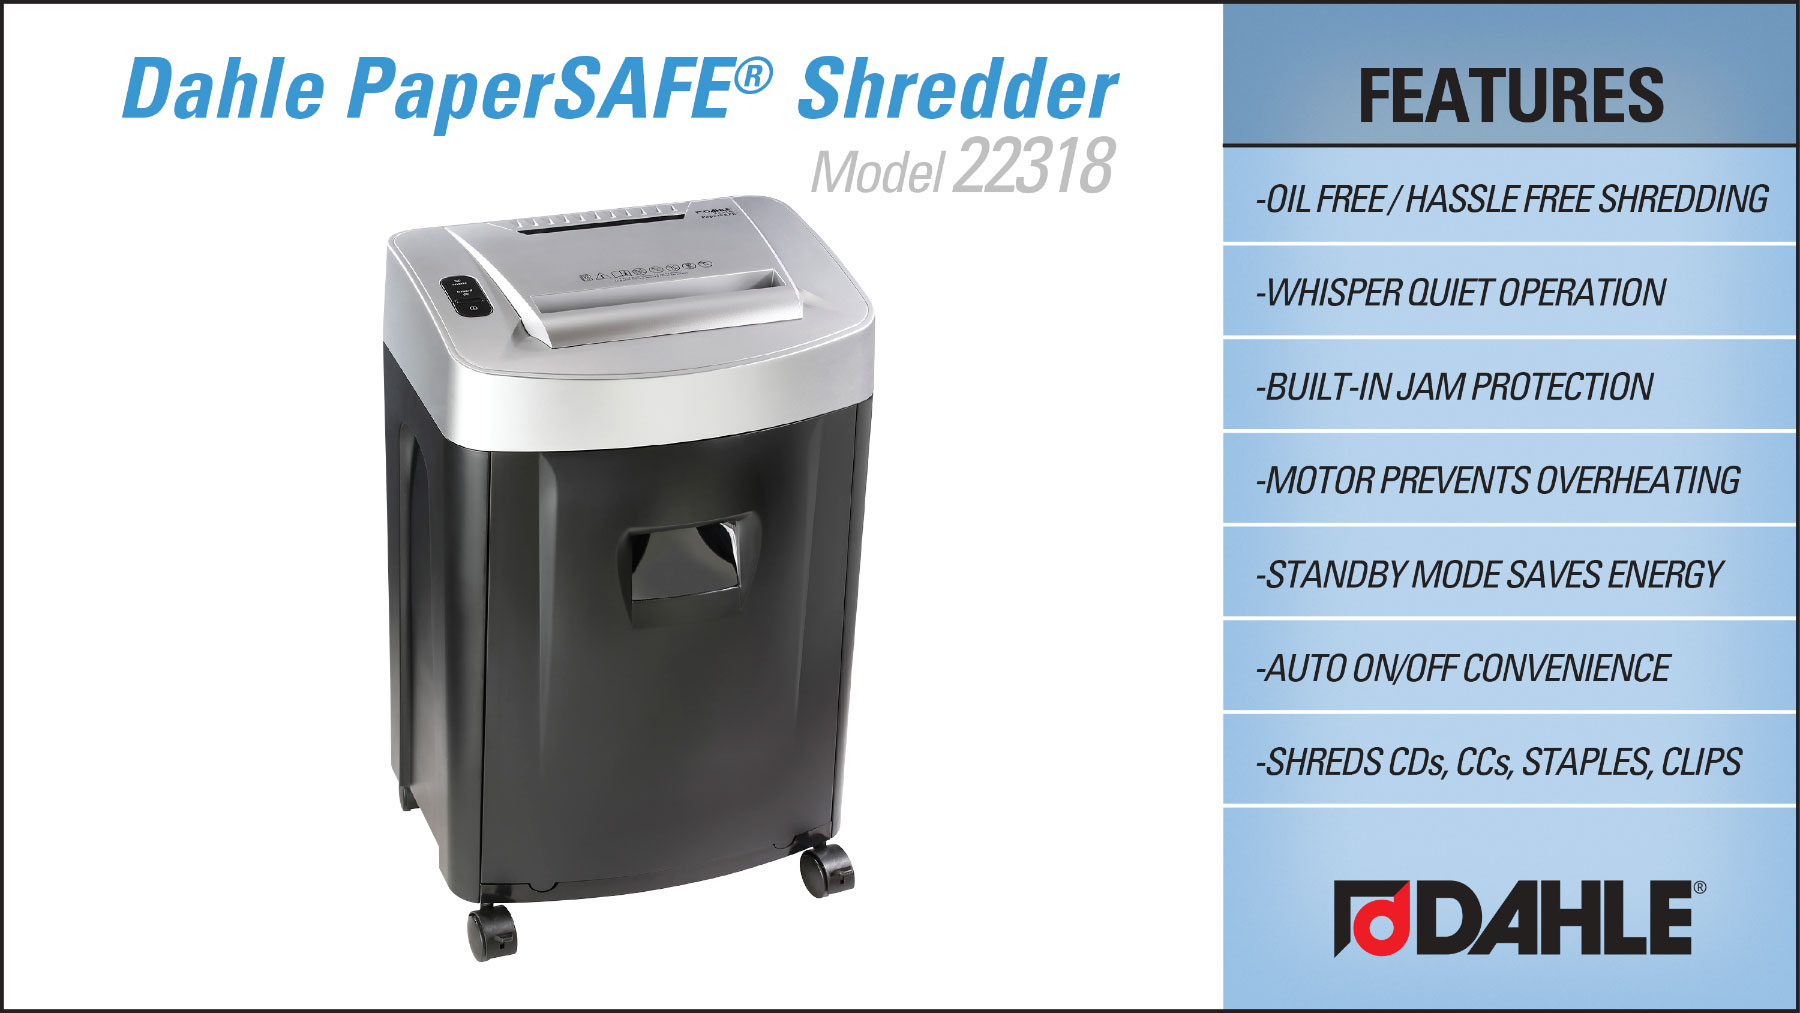 Dahle PaperSAFE® Shredder
Model 22318
DAHLE
FEATURES
-OIL FREE / HASSLE FREE SHREDDING
-WHISPER QUIET OPERATION
-BUILT-IN JAM PROTECTION
-MOTOR PREVENTS OVERHEATING
-STANDBY MODE SAVES ENERGY
-AUTO ON/OFF CONVENIENCE
-SHREDS CDs, CCs, STAPLES, CLIPS
DAHLE®